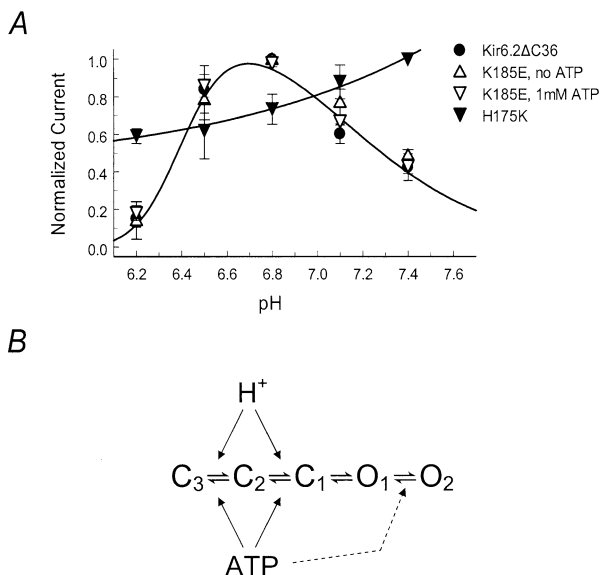 A
Kir6.2ΔC36
K185E, no ATP
K185E, 1mM ATP
H175K
Normalized Current
1.0
0.8
0.6
0.4
0.2
0.0
6.2 6.4 6.6 6.8 7.0 7.2 7.4 7.6
pH
B
H⁺
C₃ ⇌ C₂ ⇌ C₁ ⇌ O₁ ⇌ O₂
ATP